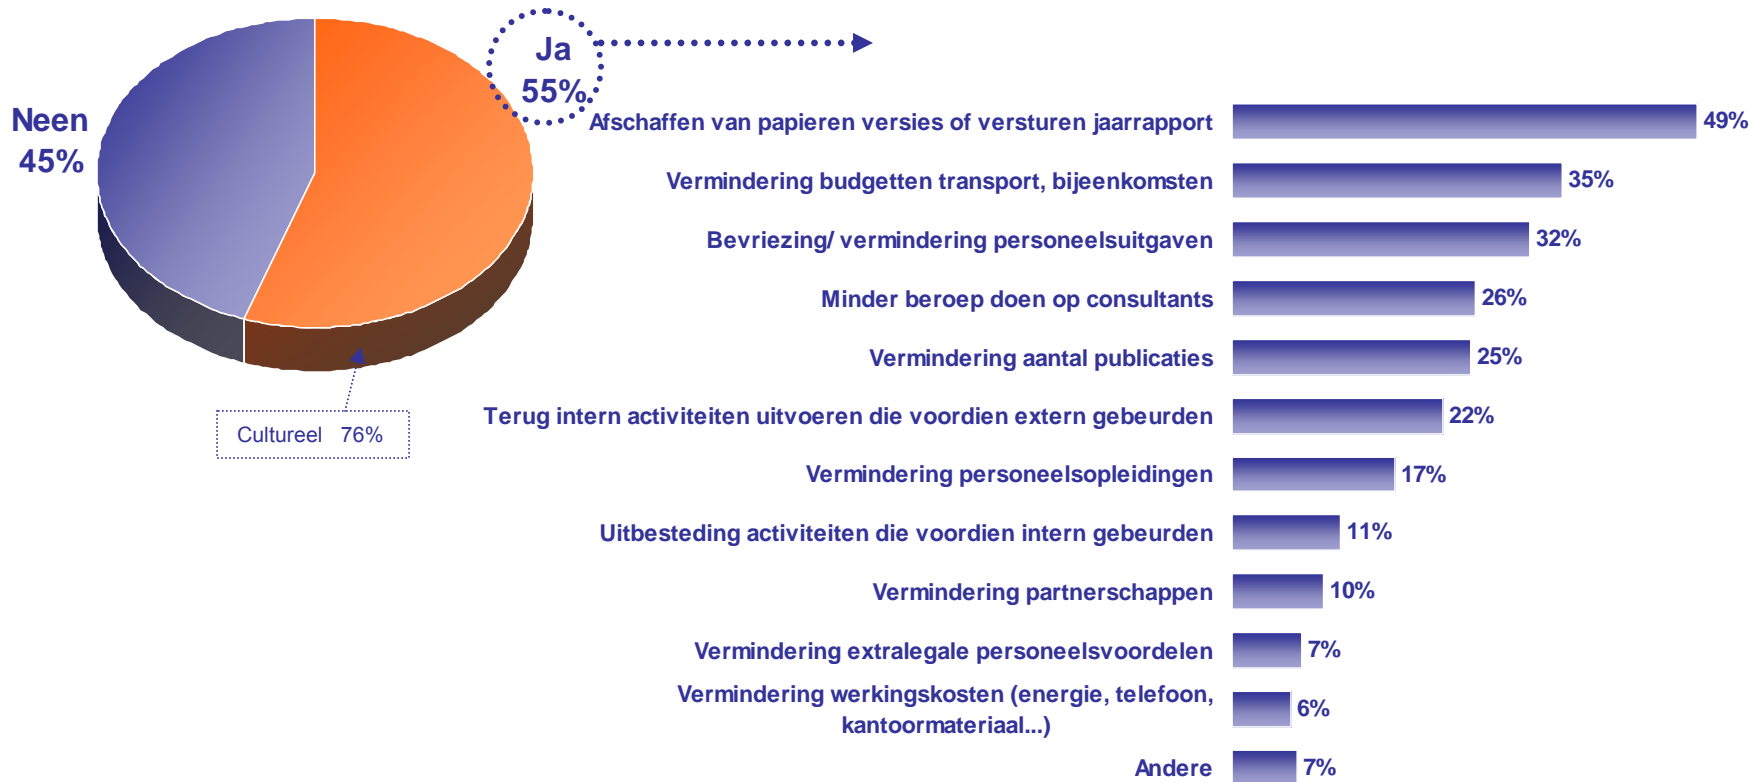 Ja
55%
Neen
45%
Cultureel 76%
Afschaffen van papieren versies of versturen jaarrapport 49%
Vermindering budgetten transport, bijeenkomsten 35%
Bevriezing/ vermindering personeelsuitgaven 32%
Minder beroep doen op consultants 26%
Vermindering aantal publicaties 25%
Terug intern activiteiten uitvoeren die voordien extern gebeurden 22%
Vermindering personeelsopleidingen 17%
Uitbesteding activiteiten die voordien intern gebeurden 11%
Vermindering partnerschappen 10%
Vermindering extralegale personeelsvoordelen 7%
Vermindering werkingskosten (energie, telefoon,
kantoormateriaal...) 6%
Andere 7%